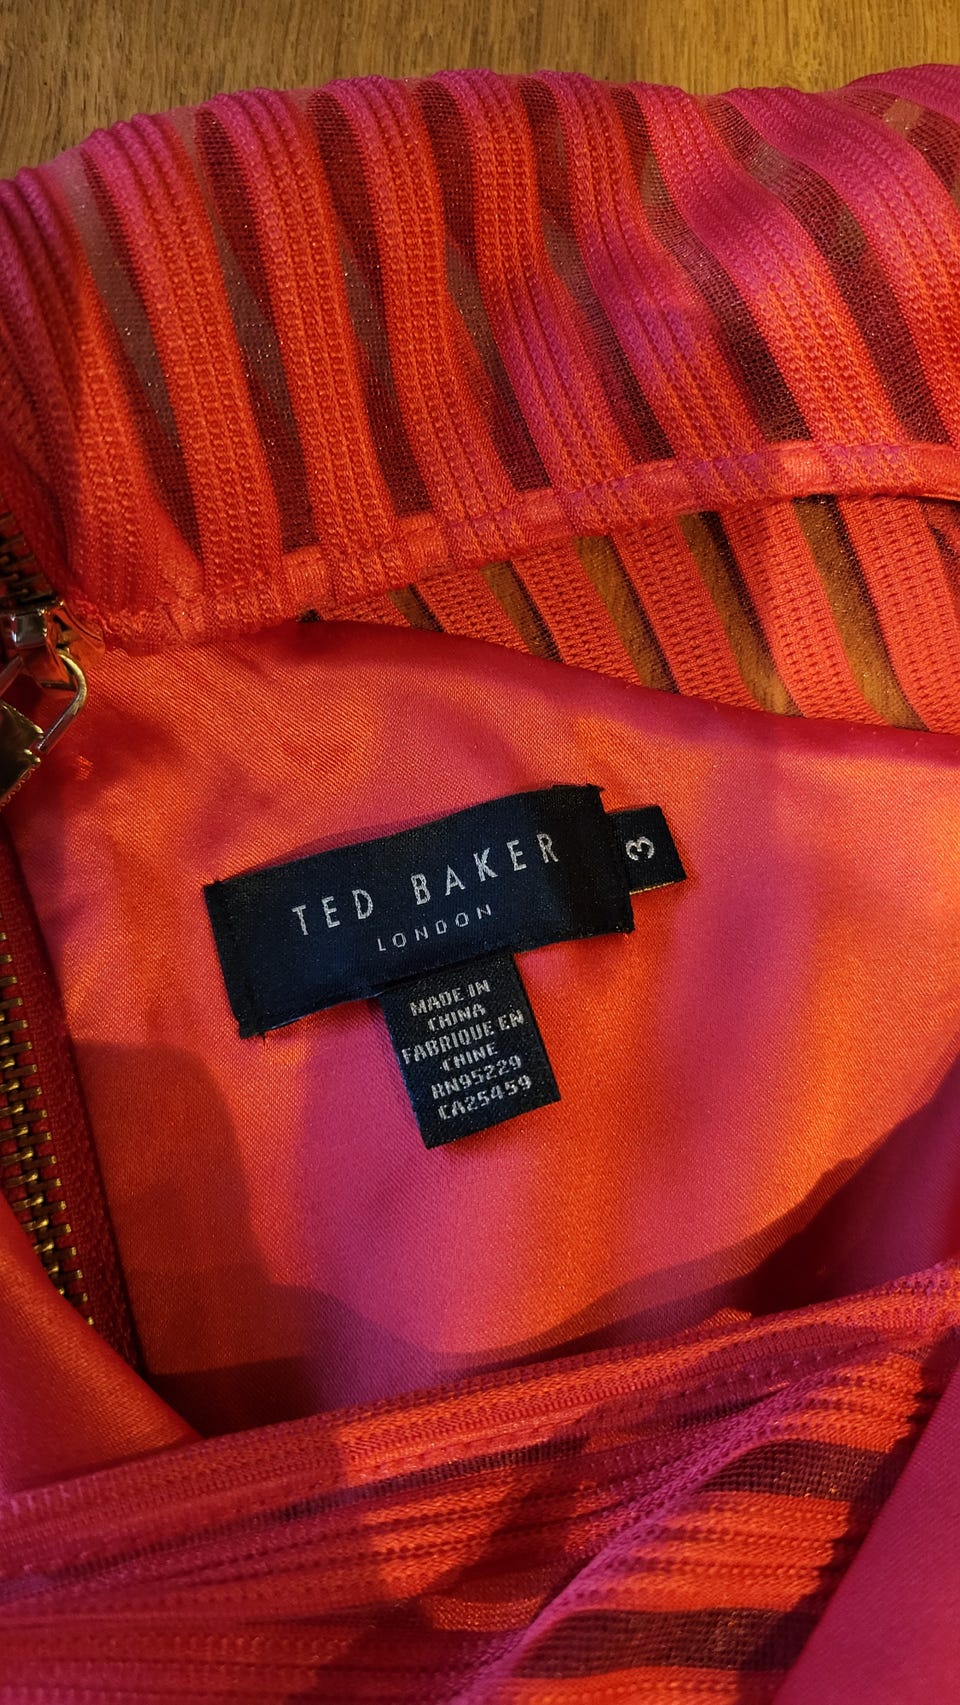 TED BAKER
LONDON
3
MADE IN
CHINA
FABRIQUE EN
CHINE
RN95229
CA25459